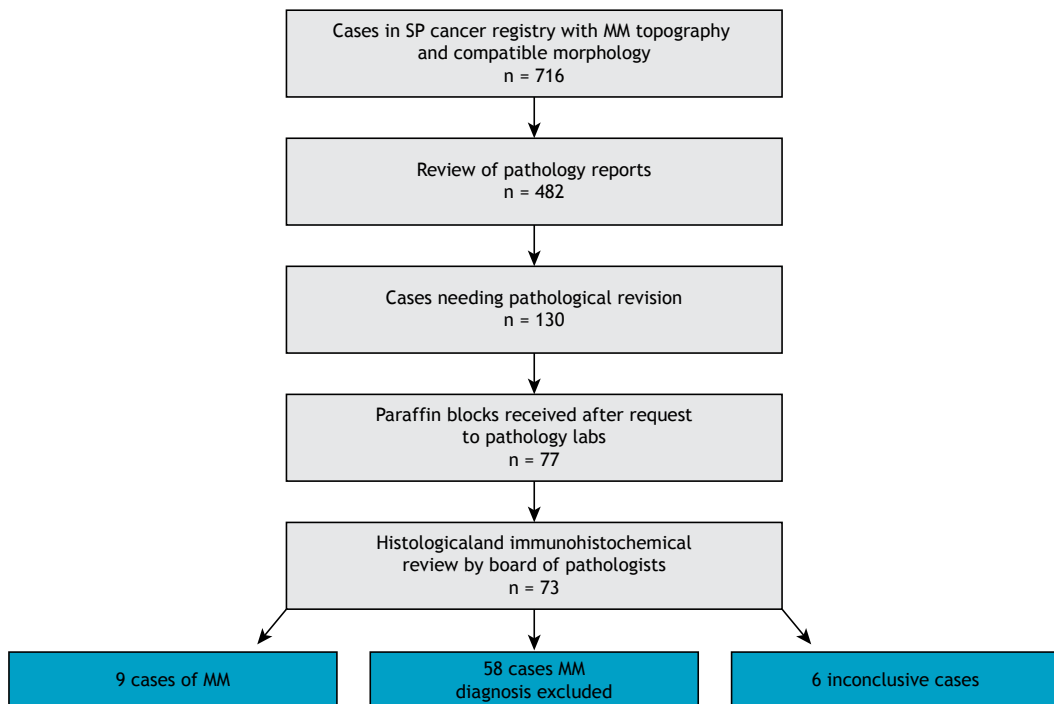 Cases in SP cancer registry with MM topography
and compatible morphology
n = 716
Review of pathology reports
n = 482
Cases needing pathological revision
n = 130
Paraffin blocks received after request
to pathology labs
n = 77
Histologicaland immunohistochemical
review by board of pathologists
n = 73
9 cases of MM
58 cases MM
diagnosis excluded
6 inconclusive cases